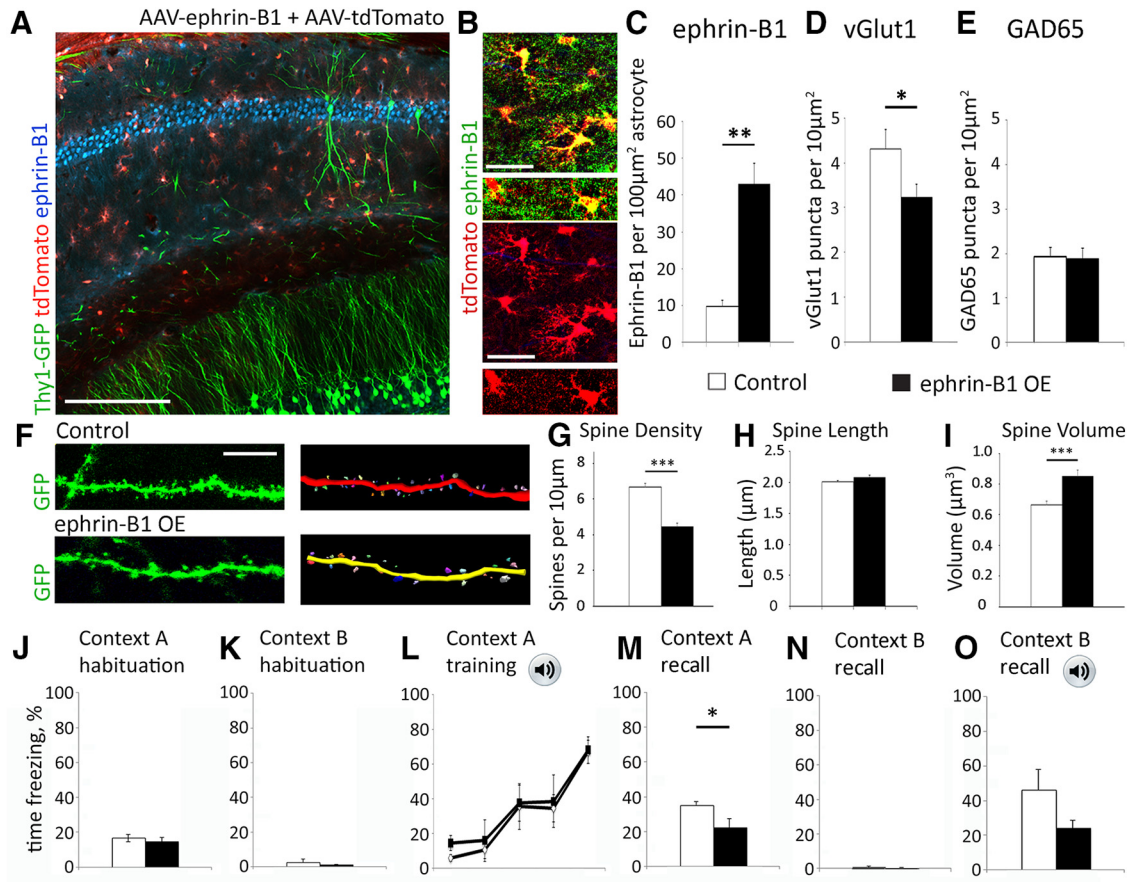 A
AAV-ephrin-B1 + AAV-tdTomato
Thy1-GFP tdTomato ephrin-B1
B
tdTomato ephrin-B1
C
ephrin-B1
Ephrin-B1 per 100µm² astrocyte
60
50
40
30
20
10
0
**
D
vGlut1
vGlut1 puncta per 10µm²
5
4
3
2
1
0
*
E
GAD65
GAD65 puncta per 10µm²
5
4
3
2
1
0
Control
ephrin-B1 OE
F
Control
GFP
ephrin-B1 OE
GFP
G
Spine Density
Spines per 10µm
8
6
4
2
0
***
H
Spine Length
Length (µm)
2.5
2.0
1.5
1.0
0.5
0.0
I
Spine Volume
Volume (µm³)
1.0
0.8
0.6
0.4
0.2
0
***
J
Context A
habituation
time freezing, %
100
80
60
40
20
0
K
Context B
habituation
100
80
60
40
20
0
L
Context A
training
100
80
60
40
20
0
M
Context A
recall
100
80
60
40
20
0
*
N
Context B
recall
100
80
60
40
20
0
O
Context B
recall
100
80
60
40
20
0